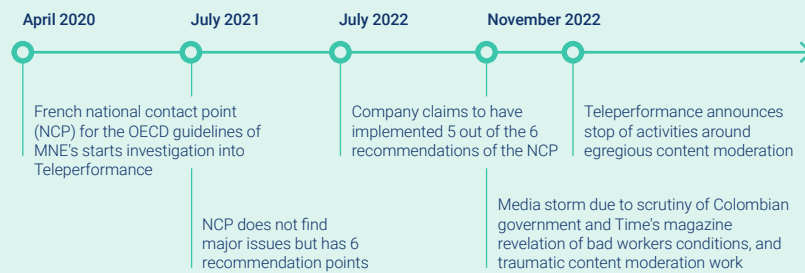 April 2020
July 2021
July 2022
November 2022
French national contact point
(NCP) for the OECD guidelines of
MNE's starts investigation into
Teleperformance
Company claims to have
implemented 5 out of the 6
recommendations of the NCP
Teleperformance announces
stop of activities around
egregious content moderation
NCP does not find
major issues but has 6
recommendation points
Media storm due to scrutiny of Colombian
government and Time's magazine
revelation of bad workers conditions, and
traumatic content moderation work